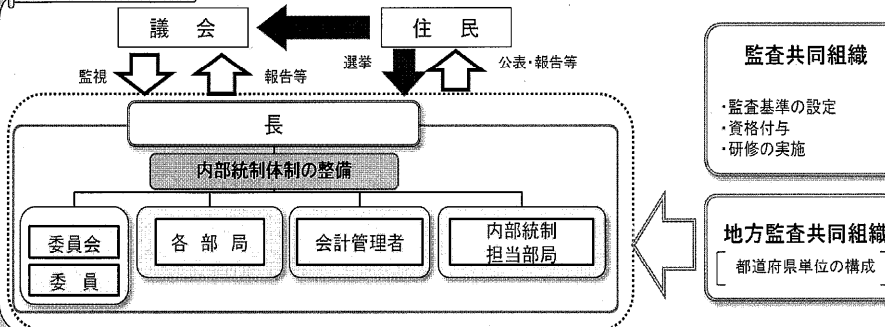 議 会
住 民
監視
報告等
選挙
公表・報告等
長
内部統制体制の整備
委員会
委 員
各 部 局
会計管理者
内部統制
担当部局
監査共同組織
・監査基準の設定
・資格付与
・研修の実施
地方監査共同組織
都道府県単位の構成